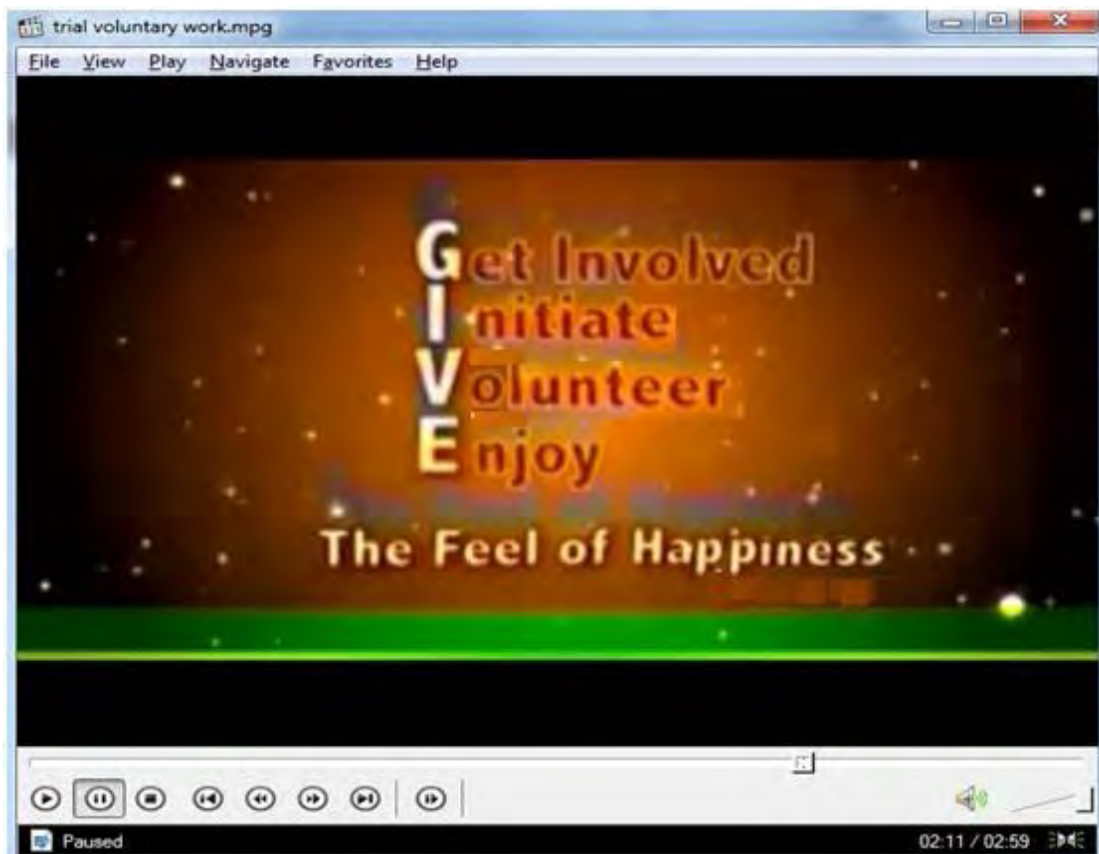 trial voluntary work.mpg
File View Play Navigate Favorites Help
Get Involved
Initiate
Volunteer
Enjoy
The Feel of Happiness
Paused 02:11 / 02:59